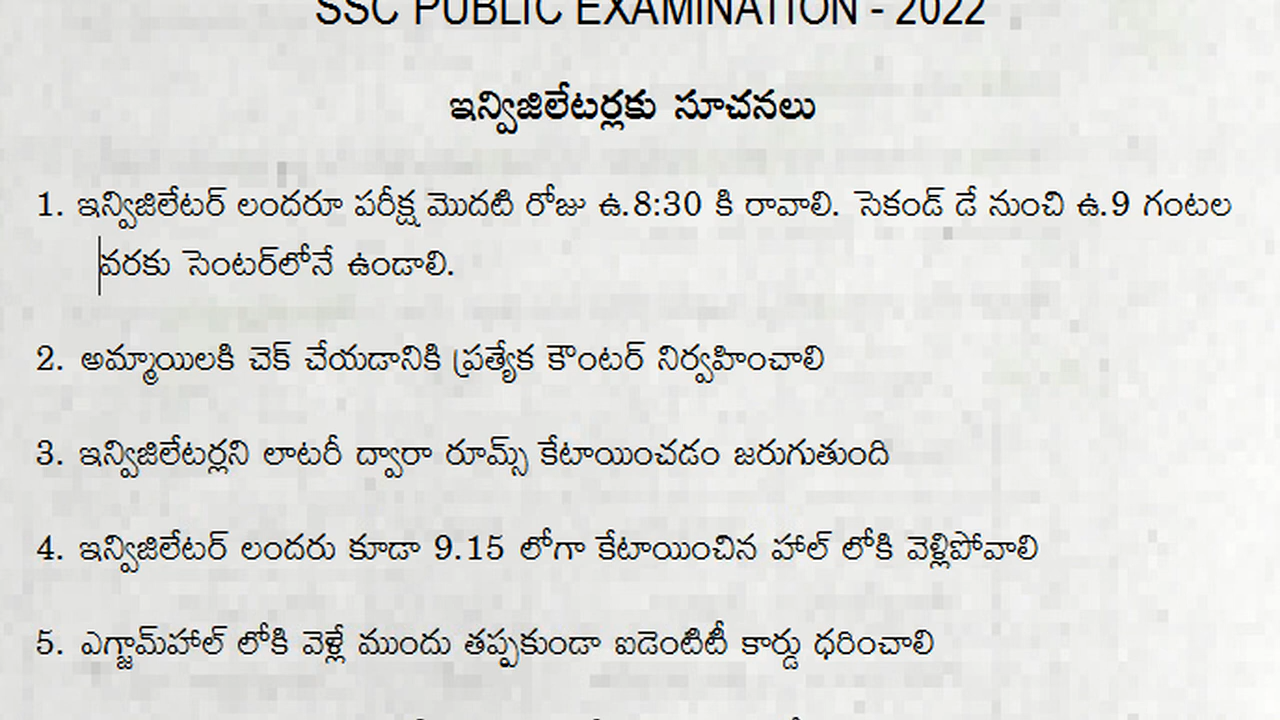 SSC PUBLIC EXAMINATION - 2022
ఇన్విజిలేటర్లకు సూచనలు
1. ఇన్విజిలేటర్ లందరూ పరీక్ష మొదటి రోజు ఉ.8:30 కి రావాలి. సెకండ్ డే నుంచి ఉ.9 గంటల
వరకు సెంటర్‌లోనే ఉండాలి.
2. అమ్మాయిలకి చెక్ చేయడానికి ప్రత్యేక కౌంటర్ నిర్వహించాలి
3. ఇన్విజిలేటర్లని లాటరీ ద్వారా రూమ్స్ కేటాయించడం జరుగుతుంది
4. ఇన్విజిలేటర్ లందరు కూడా 9.15 లోగా కేటాయించిన హాల్ లోకి వెళ్లిపోవాలి
5. ఎగ్జామ్‌హాల్ లోకి వెళ్లే ముందు తప్పకుండా ఐడెంటిటీ కార్డు ధరించాలి